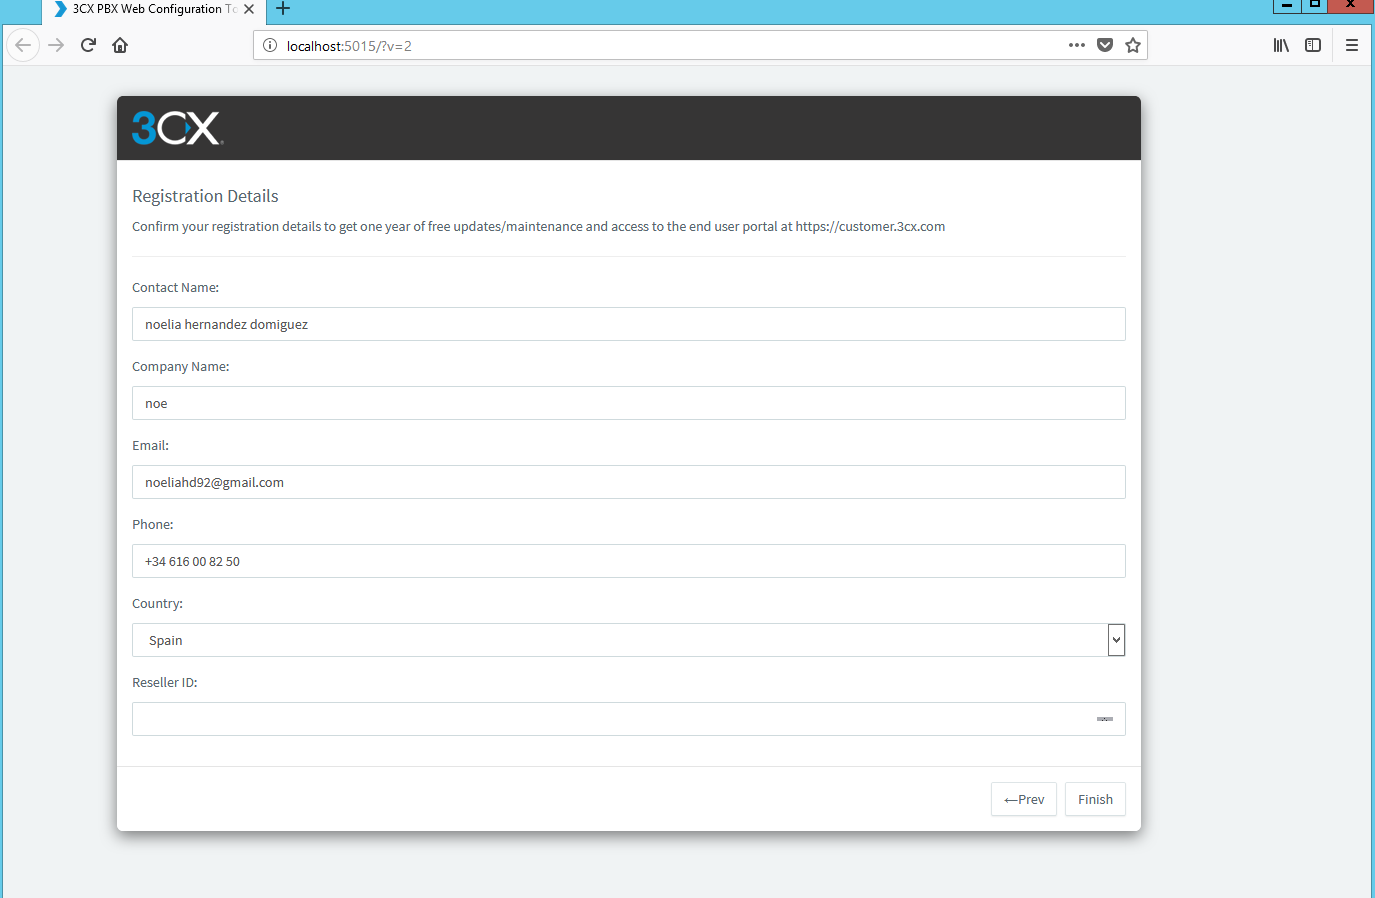 3CX PBX Web Configuration To
localhost:5015/?v=2
3CX
Registration Details
Confirm your registration details to get one year of free updates/maintenance and access to the end user portal at https://customer.3cx.com
Contact Name:
noelia hernandez domiguez
Company Name:
noe
Email:
noeliahd92@gmail.com
Phone:
+34 616 00 82 50
Country:
Spain
Reseller ID:
←Prev
Finish